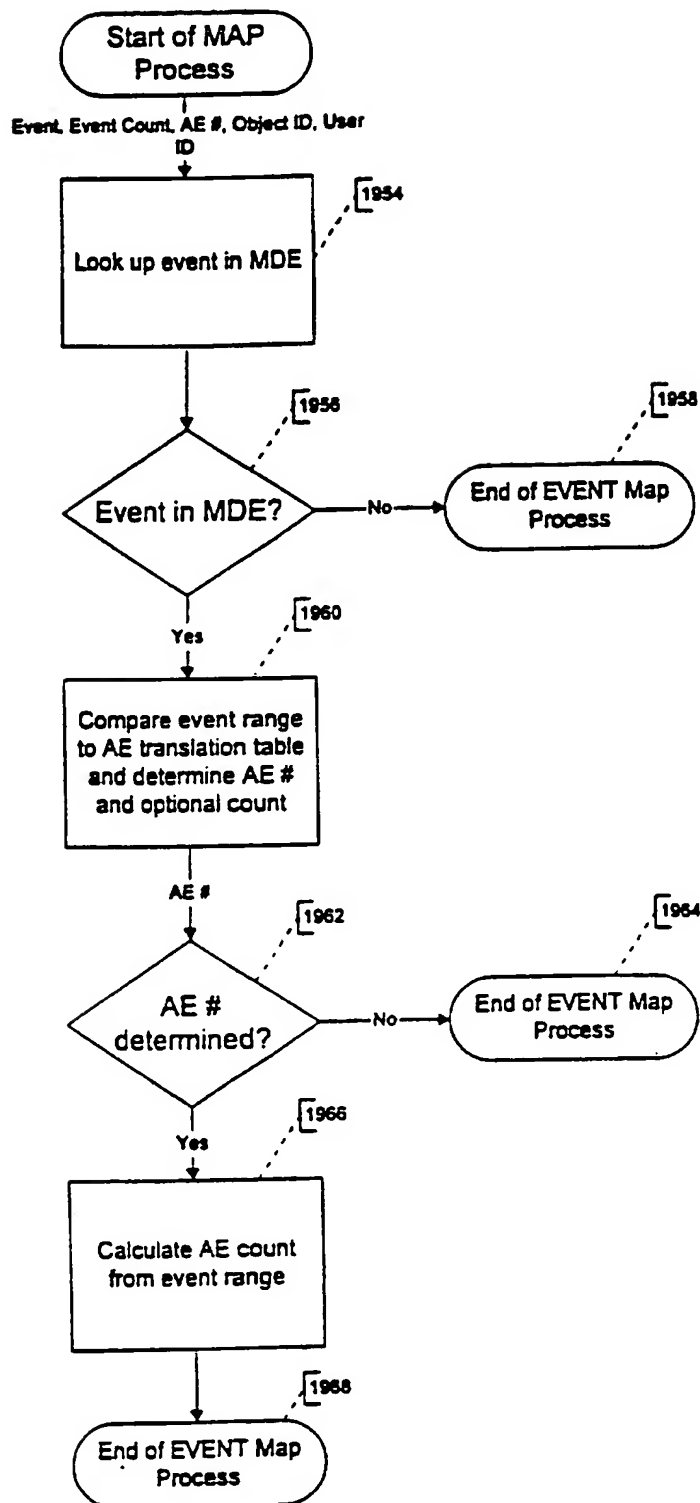 Start of MAP
Process
Event, Event Count, AE #, Object ID, User
ID
1954
Look up event in MDE
1956
1958
Event in MDE?
No
End of EVENT Map
Process
Yes
1960
Compare event range
to AE translation table
and determine AE #
and optional count
AE #
1962
1964
AE #
determined?
No
End of EVENT Map
Process
Yes
1966
Calculate AE count
from event range
1968
End of EVENT Map
Process